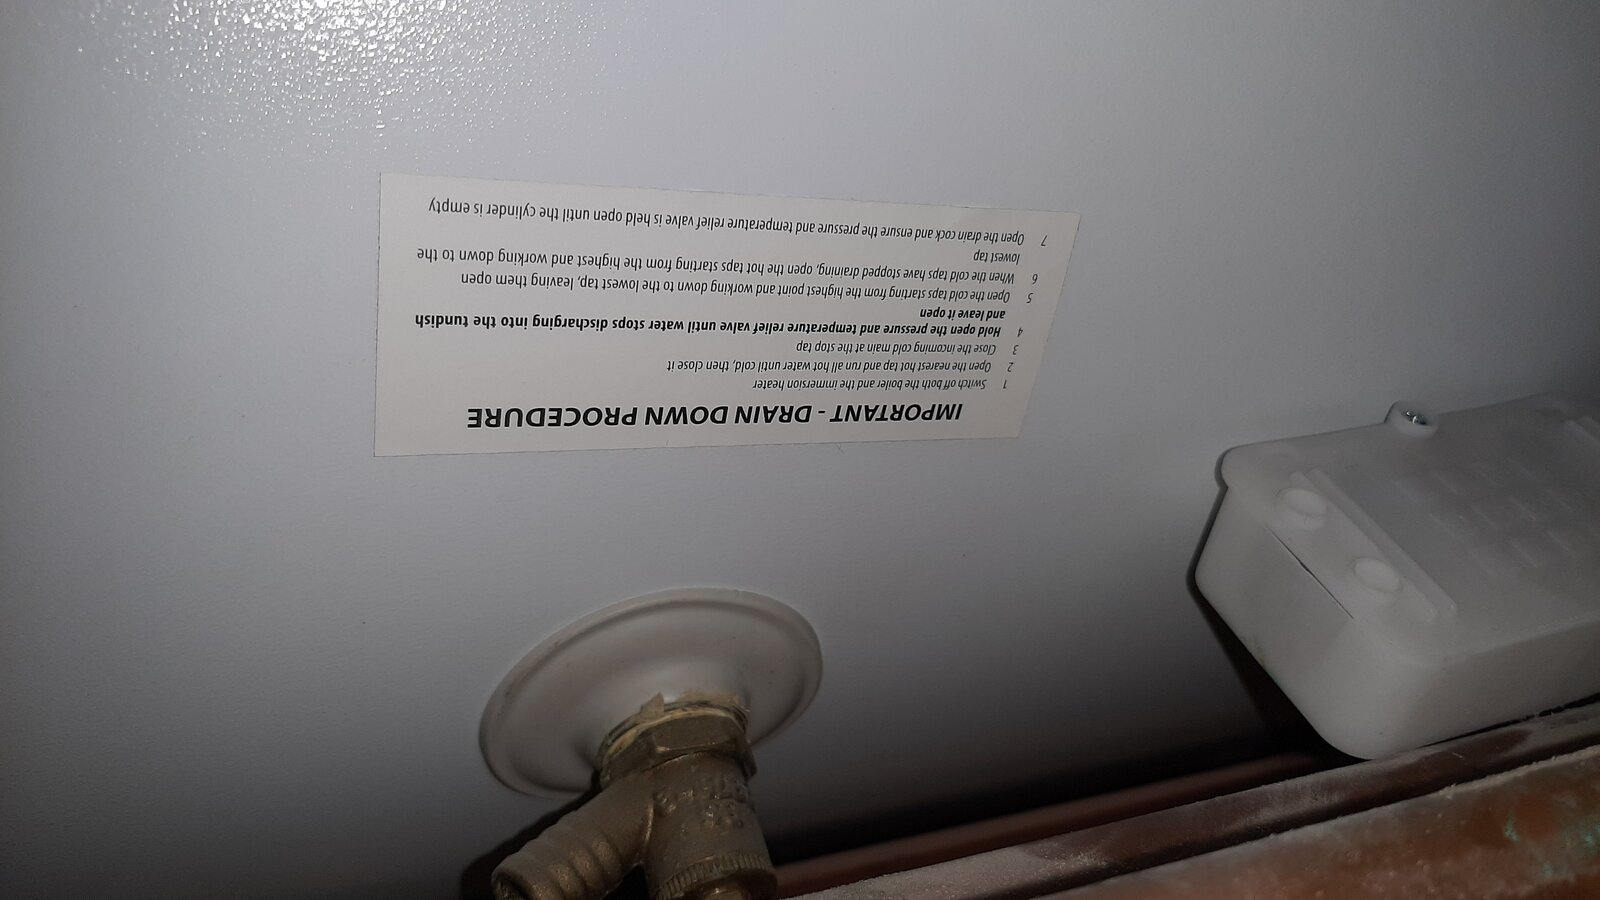 IMPORTANT - DRAIN DOWN PROCEDURE
1 Switch off both the boiler and the immersion heater
2 Open the nearest hot tap and run all hot water until cold, then close it
3 Close the incoming cold main at the stop tap
4 Hold open the pressure and temperature relief valve until water discharging into the tundish stops
and leave it open
5 Open the cold taps starting from the highest point and working down to the lowest tap, leaving them open
6 When the cold taps have stopped draining, open the hot taps starting from the highest and working down to the
lowest tap
7 Open the drain cock and ensure the pressure and temperature relief valve is held open until the cylinder is empty